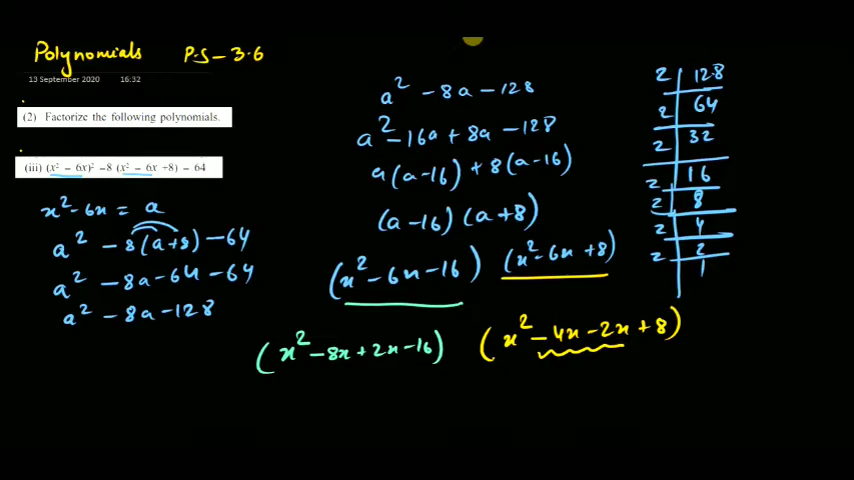 Polynomials P.S - 3.6
13 September 2020 16:32
(2) Factorize the following polynomials.
(iii) (x² – 6x)² –8 (x² – 6x +8) – 64
x² - 6x = a
a² - 8(a+8) - 64
a² - 8a - 64 - 64
a² - 8a - 128
a² - 8a - 128
a² - 16a + 8a - 128
a(a-16) + 8(a-16)
(a-16) (a+8)
(x² - 6x - 16) (x² - 6x + 8)
(x² - 8x + 2x - 16) (x² - 4x - 2x + 8)
2 128
2 64
2 32
2 16
2 8
2 4
2 2
1